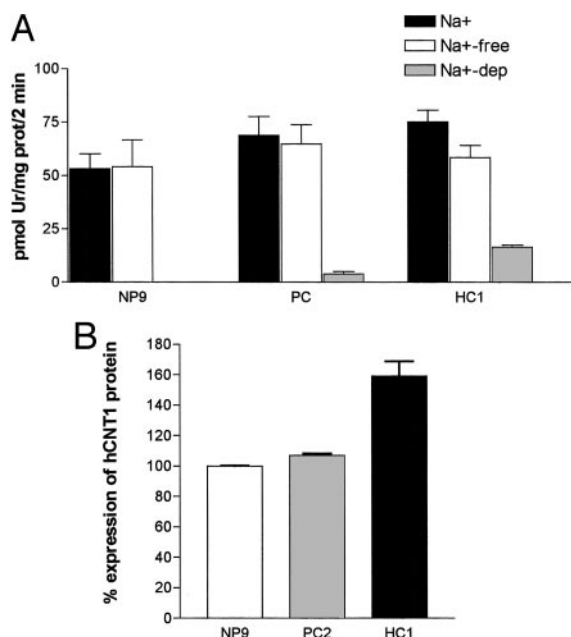 A
Na+
Na+-free
Na+-dep
pmol Ur/mg prot/2 min
100
75
50
25
0
NP9 PC HC1
B
% expression of hCNT1 protein
180
160
140
120
100
80
60
40
20
0
NP9 PC2 HC1